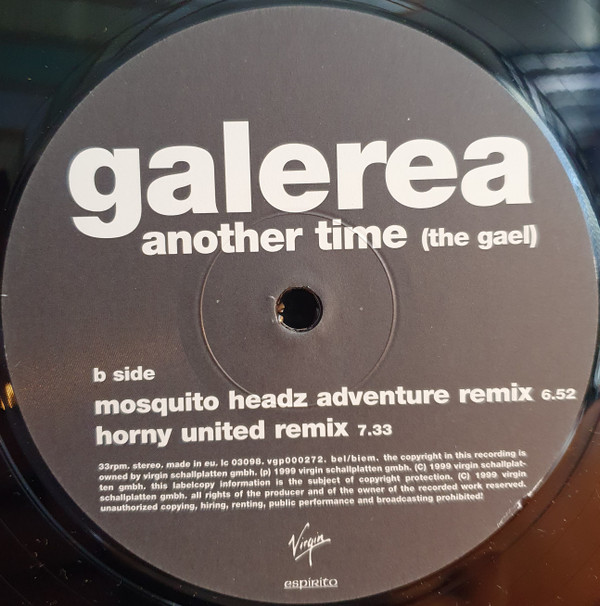 galerea
another time (the gael)
b side
mosquito headz adventure remix 6.52
horny united remix 7.33
33rpm. stereo. made in eu. lc 03098. vgp000272. bel/biem. the copyright in this recording is
owned by virgin schallplatten gmbh. (p) 1999 virgin schallplatten gmbh. (C) 1999 virgin schallplat-
ten gmbh. this labelcopy information is the subject of copyright protection. (C) 1999 virgin
schallplatten gmbh. all rights of the producer and of the owner of the recorded work reserved.
unauthorized copying, hiring, renting, public performance and broadcasting prohibited!
Virgin
espirito